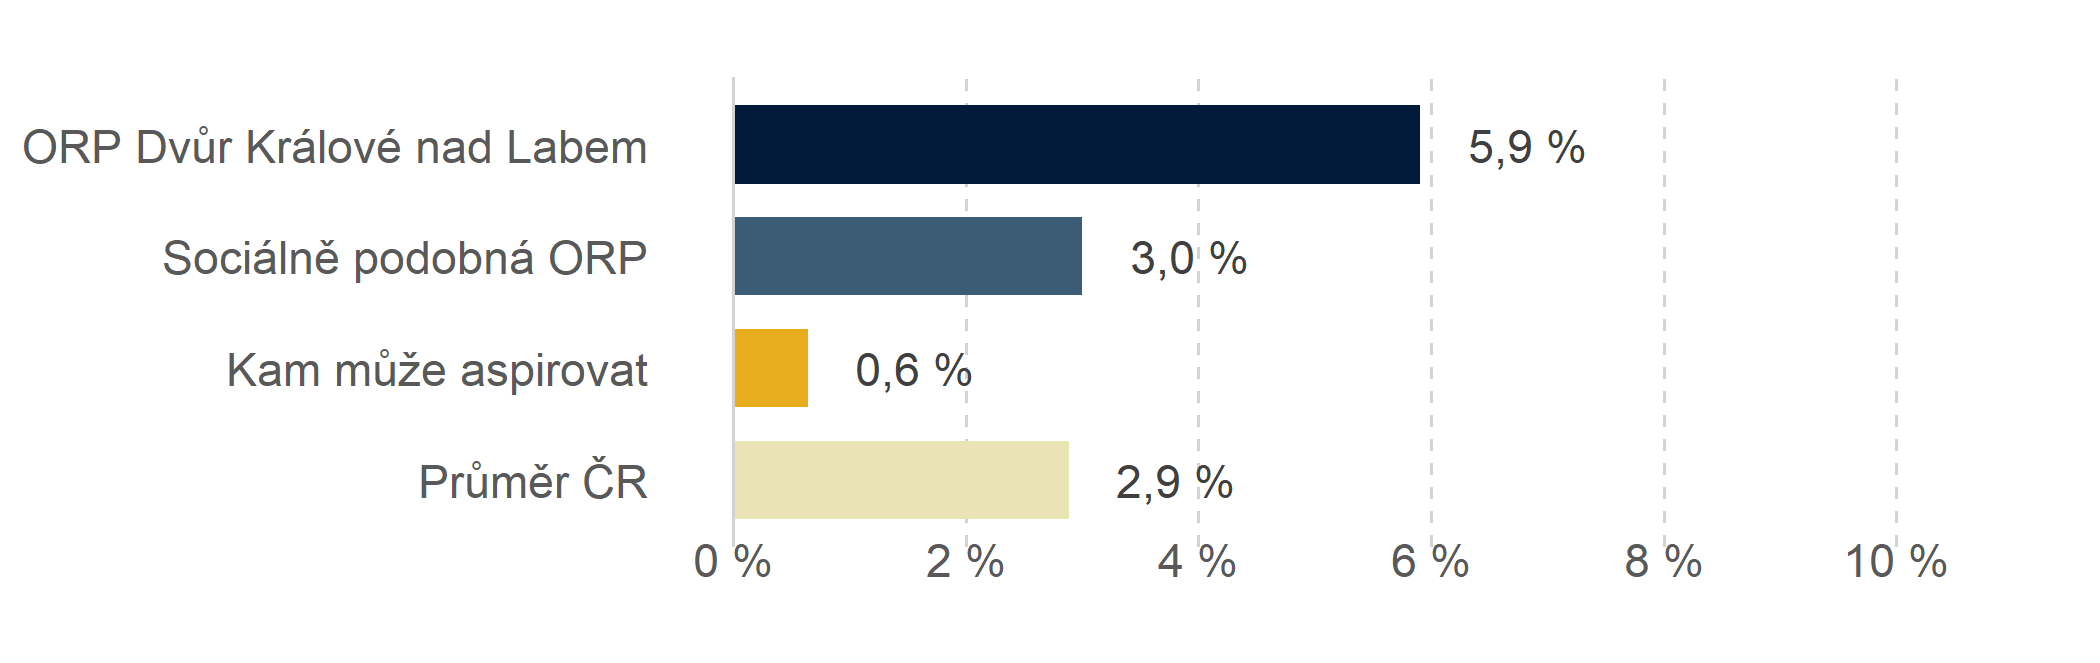 ORP Dvůr Králové nad Labem 5,9 %
Sociálně podobná ORP 3,0 %
Kam může aspirovat 0,6 %
Průměr ČR 2,9 %
0 % 2 % 4 % 6 % 8 % 10 %